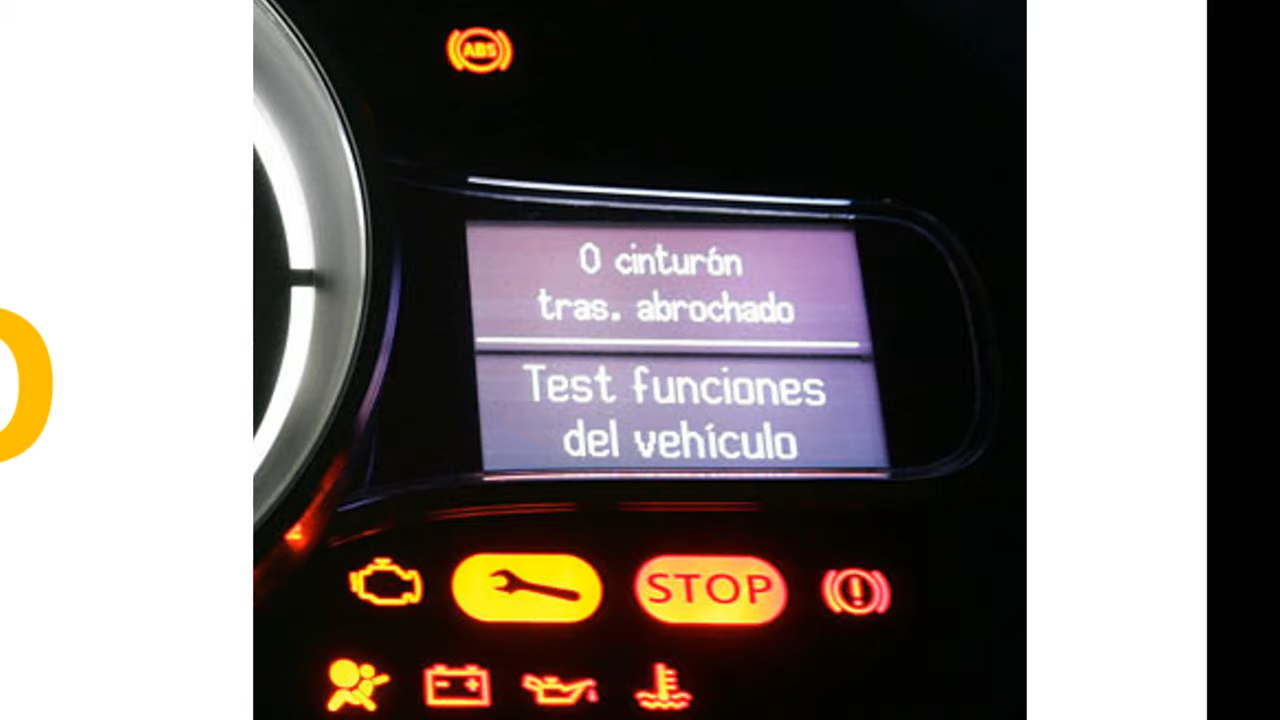 ABS
0 cinturón
tras. abrochado
Test funciones
del vehículo
STOP